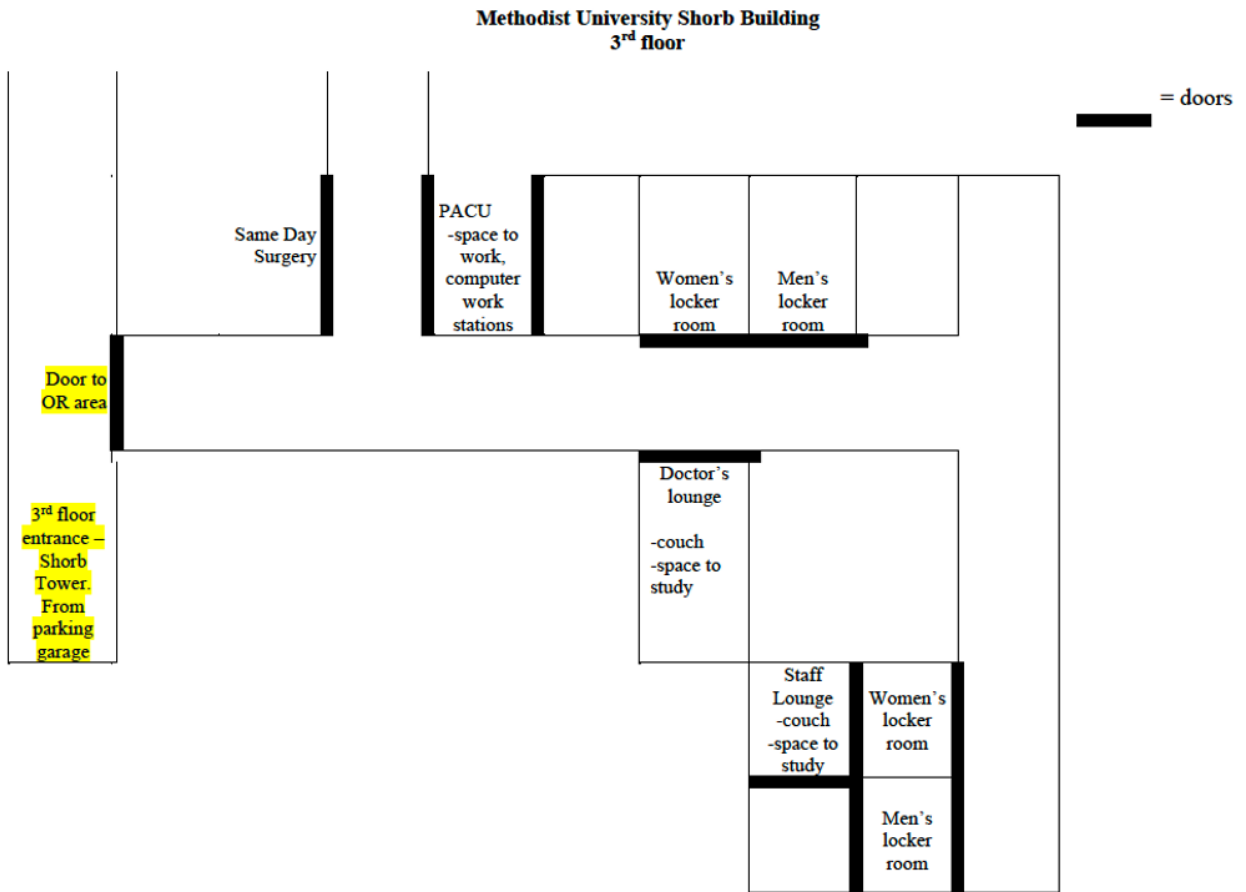 Methodist University Shorb Building
3rd floor
= doors
Same Day
Surgery
PACU
-space to
work,
computer
work
stations
Women’s
locker
room
Men’s
locker
room
Door to
OR area
3rd floor
entrance –
Shorb
Tower.
From
parking
garage
Doctor’s
lounge
-couch
-space to
study
Staff
Lounge
-couch
-space to
study
Women’s
locker
room
Men’s
locker
room